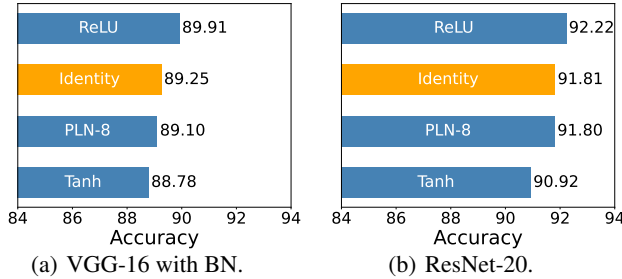 ReLU 89.91
Identity 89.25
PLN-8 89.10
Tanh 88.78
84 86 88 90 92 94
Accuracy
(a) VGG-16 with BN.
ReLU 92.22
Identity 91.81
PLN-8 91.80
Tanh 90.92
84 86 88 90 92 94
Accuracy
(b) ResNet-20.